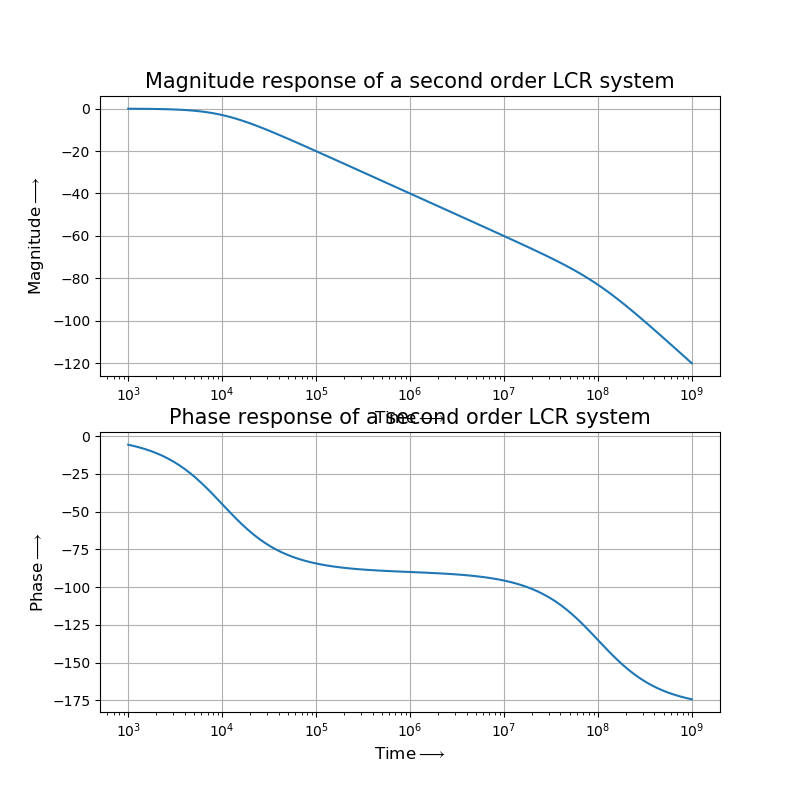 Magnitude response of a second order LCR system
0
−20
−40
−60
−80
−100
−120
Magnitude ⟶
10³ 10⁴ 10⁵ 10⁶ 10⁷ 10⁸ 10⁹
Time ⟶
Phase response of a second order LCR system
0
−25
−50
−75
−100
−125
−150
−175
Phase ⟶
10³ 10⁴ 10⁵ 10⁶ 10⁷ 10⁸ 10⁹
Time ⟶